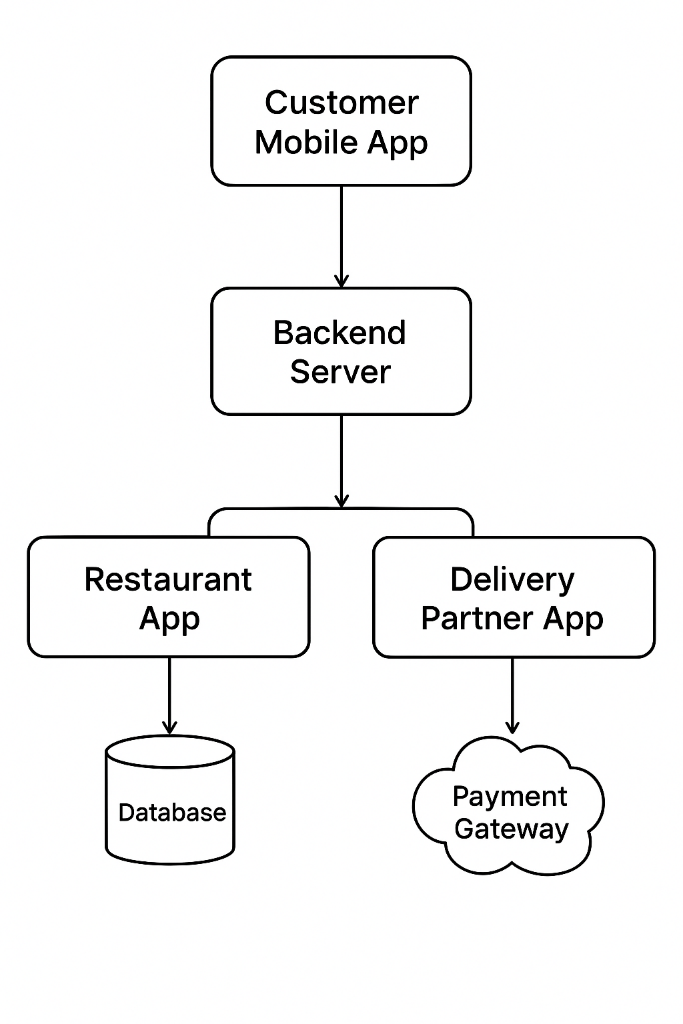 Customer
Mobile App
Backend
Server
Restaurant
App
Delivery
Partner App
Database
Payment
Gateway